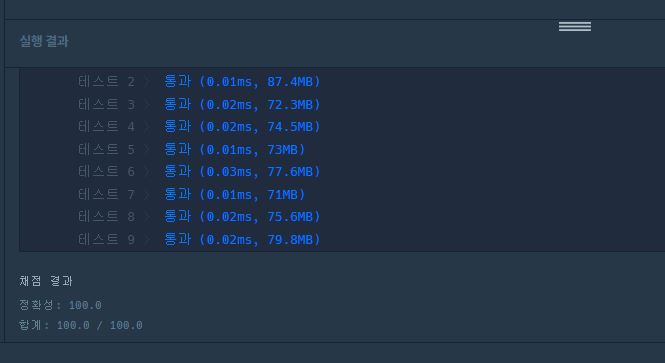 실행 결과
테스트 2 〉 통과 (0.01ms, 87.4MB)
테스트 3 〉 통과 (0.02ms, 72.3MB)
테스트 4 〉 통과 (0.02ms, 74.5MB)
테스트 5 〉 통과 (0.01ms, 73MB)
테스트 6 〉 통과 (0.03ms, 77.6MB)
테스트 7 〉 통과 (0.01ms, 71MB)
테스트 8 〉 통과 (0.02ms, 75.6MB)
테스트 9 〉 통과 (0.02ms, 79.8MB)
채점 결과
정확성: 100.0
합계: 100.0 / 100.0